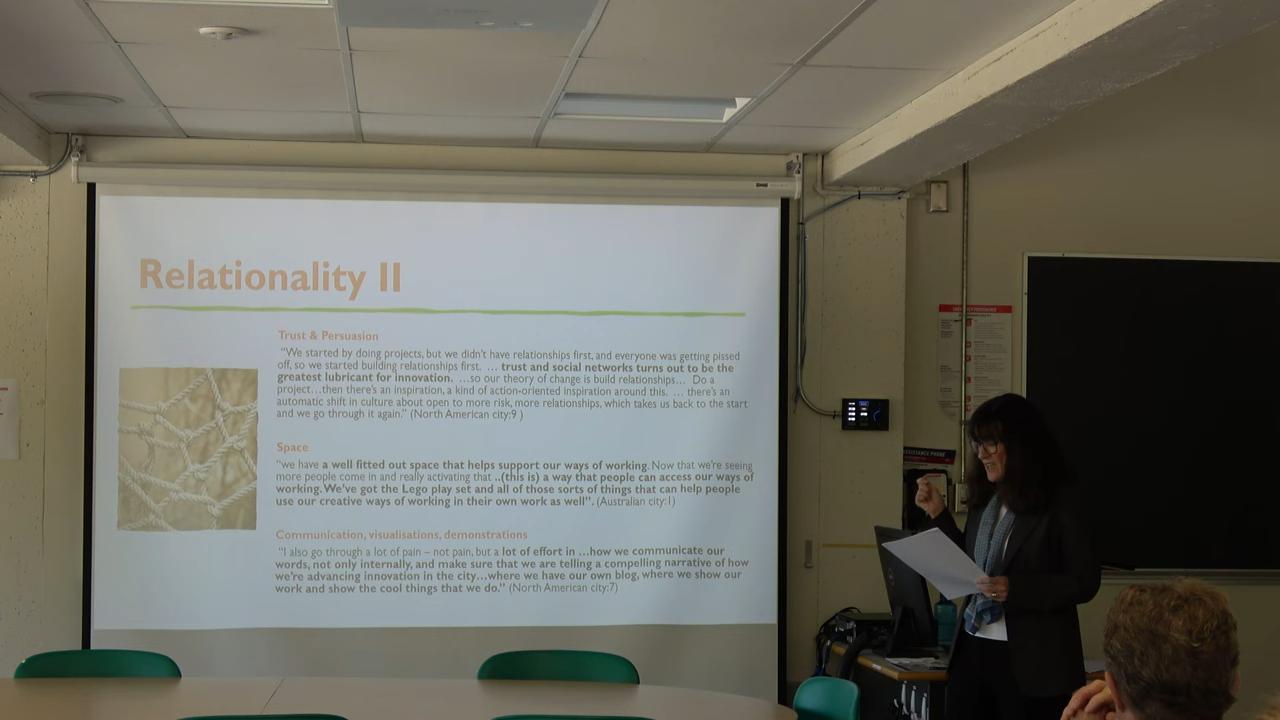 Relationality II
Trust & Persuasion
"We started by doing projects, but we didn't have relationships first, and everyone was getting pissed
off, so we started building relationships first. … trust and social networks turns out to be the
greatest lubricant for innovation. …so our theory of change is build relationships… Do a
project…then there's an inspiration, a kind of action-oriented inspiration around this. … there's an
automatic shift in culture about open to more risk, more relationships, which takes us back to the start
and we go through it again." (North American city:9 )
Space
"we have a well fitted out space that helps support our ways of working. Now that we're seeing
more people come in and really activating that ..(this is) a way that people can access our ways of
working. We've got the Lego play set and all of those sorts of things that can help people
use our creative ways of working in their own work as well". (Australian city:1)
Communication, visualisations, demonstrations
"I also go through a lot of pain – not pain, but a lot of effort in …how we communicate our
words, not only internally, and make sure that we are telling a compelling narrative of how
we're advancing innovation in the city…where we have our own blog, where we show our
work and show the cool things that we do." (North American city:7)
EMERGENCY PROCEDURES
ASSISTANCE PHONE